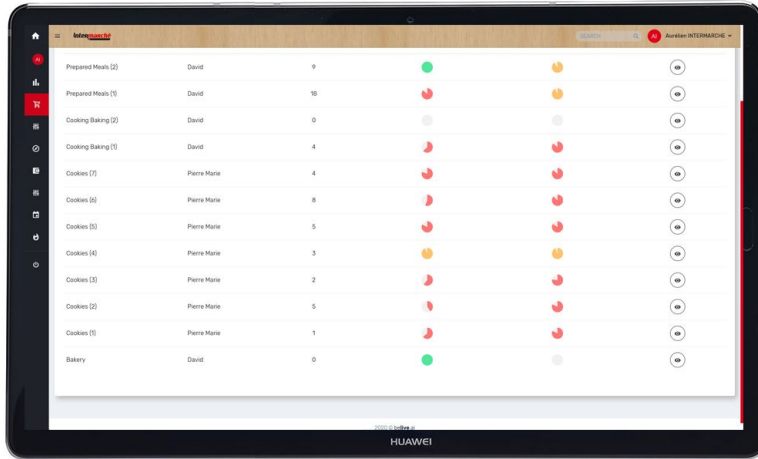 Intermarché
SEARCH
AI Aurélien INTERMARCHE
AI
Prepared Meals (2) David 9
Prepared Meals (1) David 18
Cooking Baking (2) David 0
Cooking Baking (1) David 4
Cookies (7) Pierre Marie 4
Cookies (6) Pierre Marie 8
Cookies (5) Pierre Marie 5
Cookies (4) Pierre Marie 3
Cookies (3) Pierre Marie 2
Cookies (2) Pierre Marie 5
Cookies (1) Pierre Marie 1
Bakery David 0
2020 © belive.ai
HUAWEI